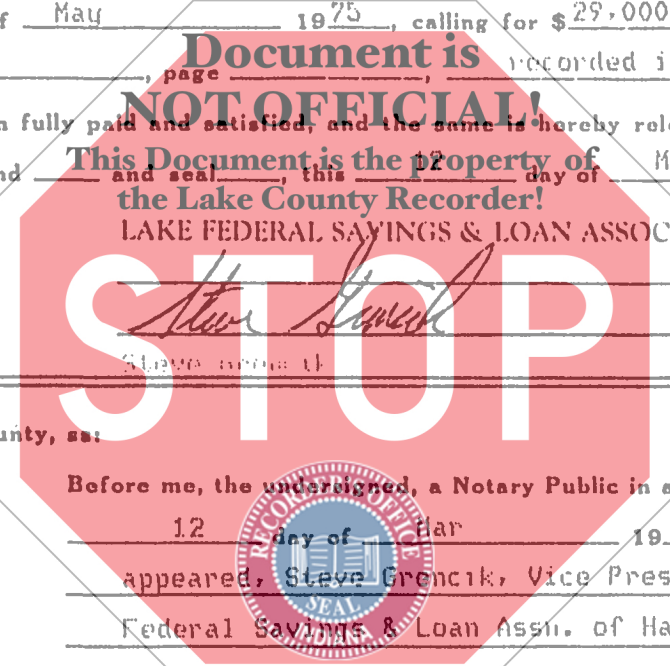 May 1975, calling for $29,000
Document is
, page , recorded i
NOT OFFICIAL!
fully paid and satisfied, and the same is hereby rel
This Document is the property of
and seal , this 12 day of M
the Lake County Recorder!
LAKE FEDERAL SAVINGS & LOAN ASSOC
STOP
Steve
unty, ss:
Before me, the undersigned, a Notary Public in a
12 day of Mar 19
appeared, Steve Grencik, Vice Pres
Federal Savings & Loan Assn. of Ha
RECORDER'S OFFICE
SEAL
INDIANA